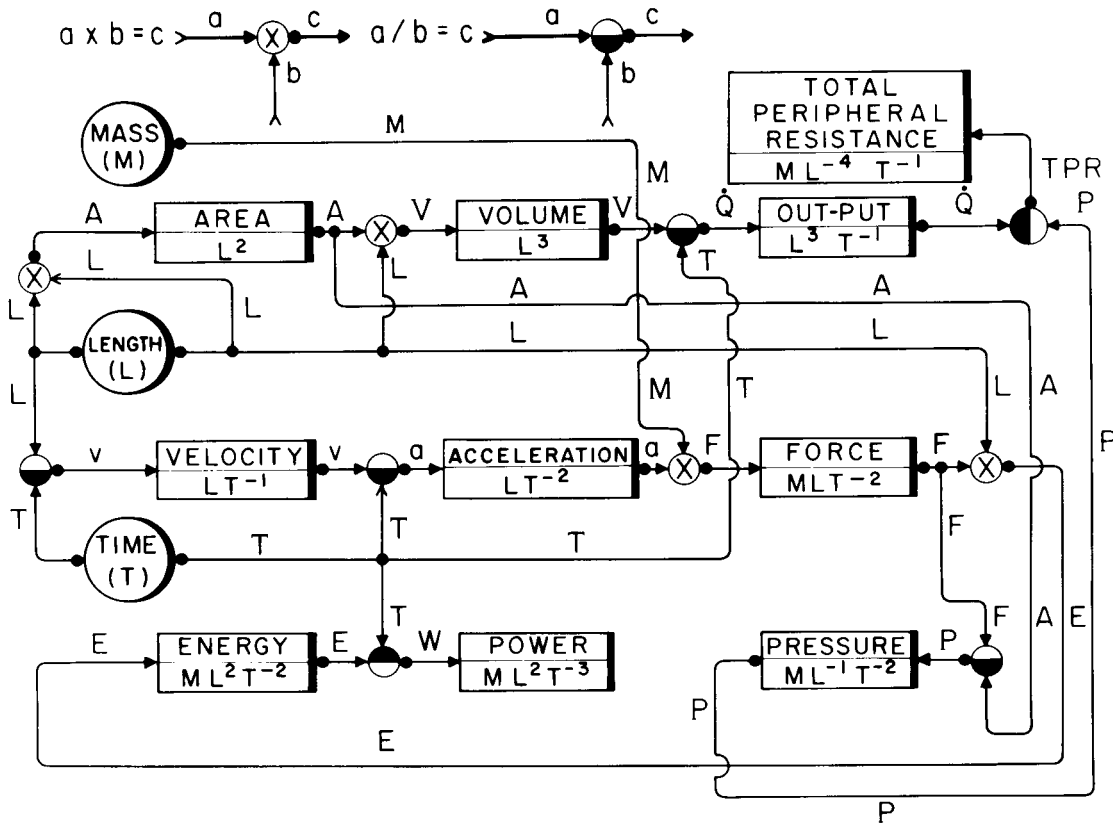 a x b = c a X c b
a / b = c a c b
MASS
(M)
M
M
TOTAL
PERIPHERAL
RESISTANCE
M L⁻⁴ T⁻¹
TPR
P
A
AREA
L²
A
X
V
VOLUME
L³
V
Q̇
OUT-PUT
L³ T⁻¹
Q̇
L
X
L
T
A
A
L
L
LENGTH
(L)
L
L
L
M
T
L
A
P
v
VELOCITY
LT⁻¹
v
a
ACCELERATION
LT⁻²
a
X
F
FORCE
MLT⁻²
F
X
T
TIME
(T)
T
T
T
F
T
F
A
E
E
ENERGY
ML²T⁻²
E
W
POWER
ML²T⁻³
PRESSURE
ML⁻¹T⁻²
P
P
E
P